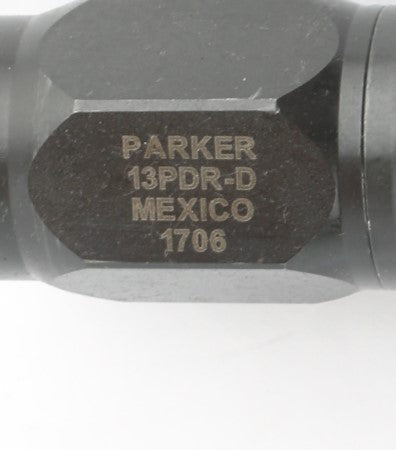 PARKER
13PDR-D
MEXICO
1706